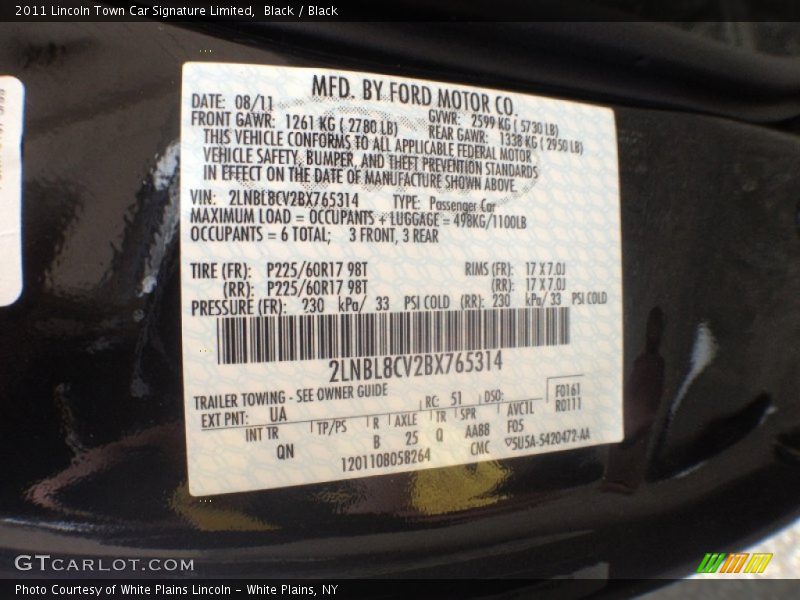 2011 Lincoln Town Car Signature Limited, Black / Black
MFD. BY FORD MOTOR CO.
DATE: 08/11 GVWR: 2599 KG ( 5730 LB)
FRONT GAWR: 1261 KG ( 2780 LB) REAR GAWR: 1338 KG ( 2950 LB)
THIS VEHICLE CONFORMS TO ALL APPLICABLE FEDERAL MOTOR
VEHICLE SAFETY, BUMPER, AND THEFT PREVENTION STANDARDS
IN EFFECT ON THE DATE OF MANUFACTURE SHOWN ABOVE.
VIN: 2LNBL8CV2BX765314 TYPE: Passenger Car
MAXIMUM LOAD = OCCUPANTS + LUGGAGE = 498KG/1100LB
OCCUPANTS = 6 TOTAL; 3 FRONT, 3 REAR
TIRE (FR): P225/60R17 98T RIMS (FR): 17 X 7.0J
(RR): P225/60R17 98T (RR): 17 X 7.0J
PRESSURE (FR): 230 kPa/ 33 PSI COLD (RR): 230 kPa/ 33 PSI COLD
2LNBL8CV2BX765314
TRAILER TOWING - SEE OWNER GUIDE
EXT PNT: UA RC: 51 DSO: F0161
R0111
INT TR TP/PS R AXLE TR SPR AVCTL
QN B 25 Q AA88 F05
1201108058264 CMC 5U5A-5420472-AA
GTCARLOT.COM
Photo Courtesy of White Plains Lincoln - White Plains, NY